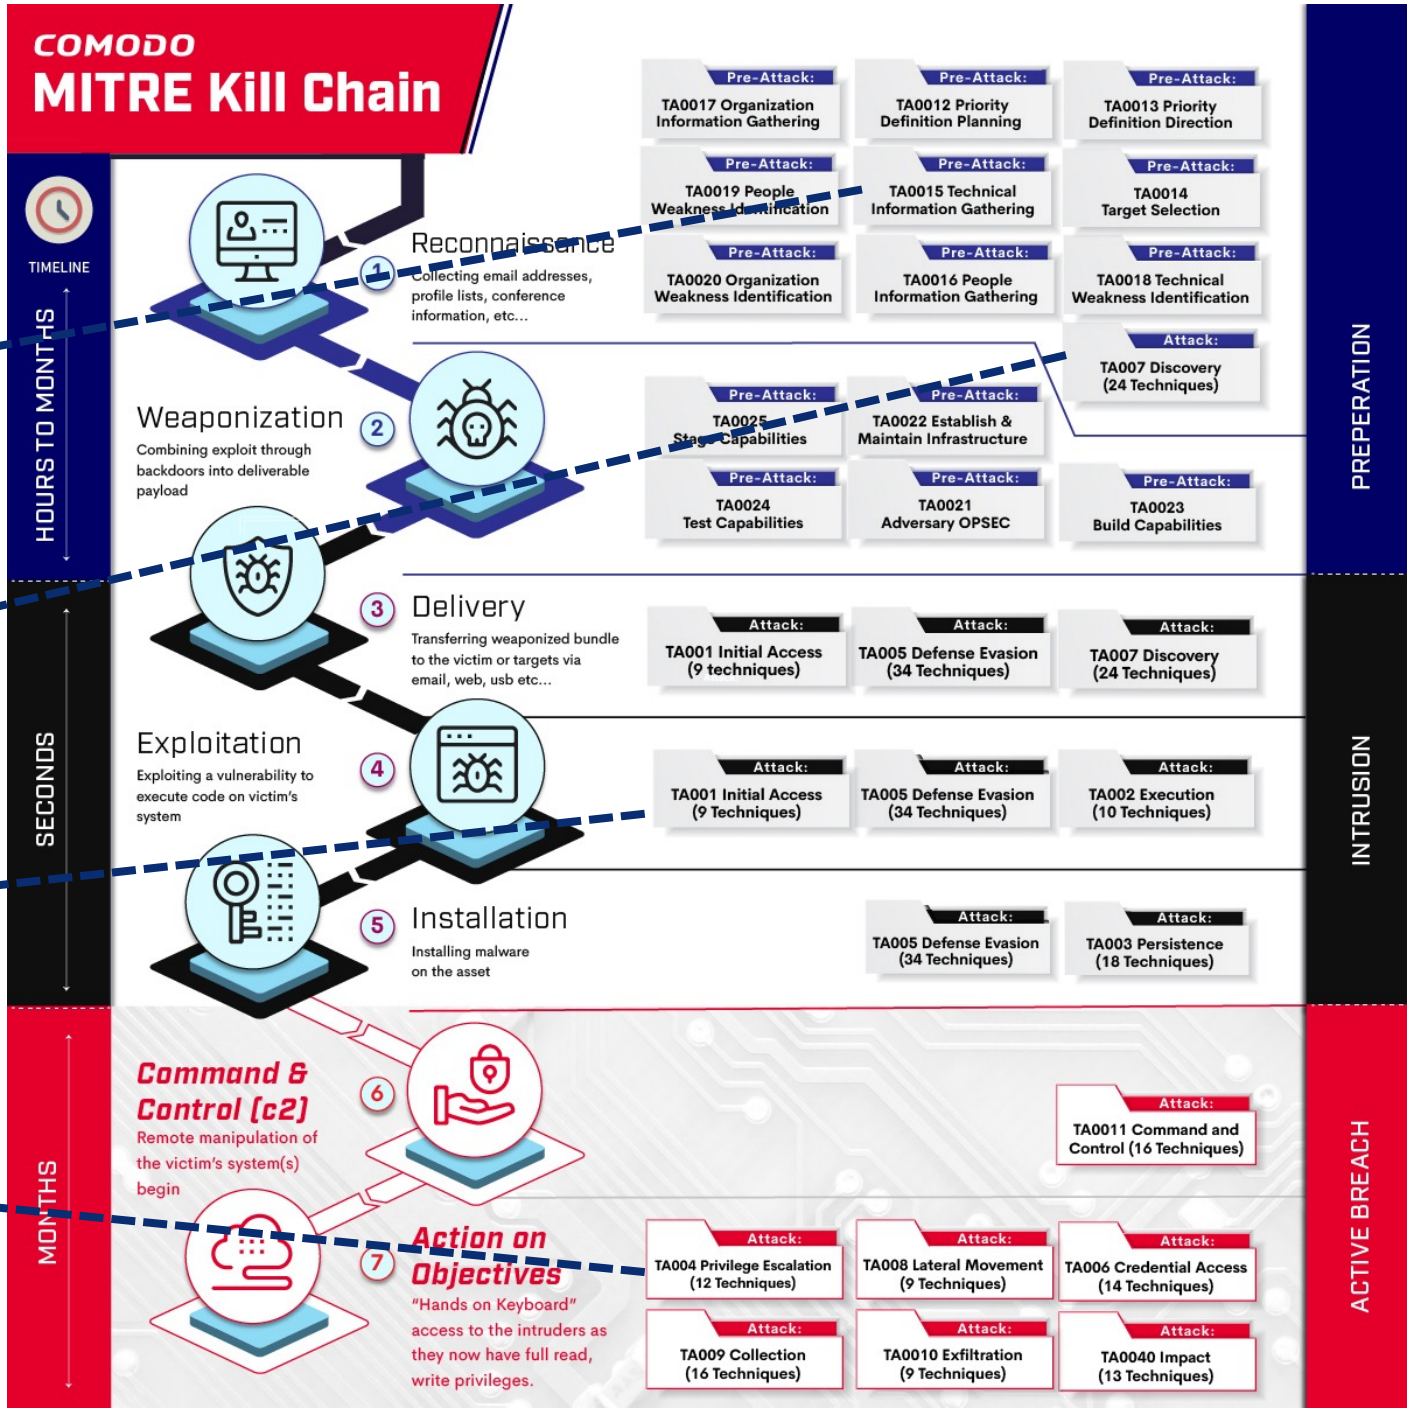 COMODO
MITRE Kill Chain
TIMELINE
HOURS TO MONTHS
SECONDS
MONTHS
PREPERATION
INTRUSION
ACTIVE BREACH
1
Reconnaissance
Collecting email addresses,
profile lists, conference
information, etc...
Pre-Attack:
TA0017 Organization
Information Gathering
Pre-Attack:
TA0012 Priority
Definition Planning
Pre-Attack:
TA0013 Priority
Definition Direction
Pre-Attack:
TA0019 People
Weakness Identification
Pre-Attack:
TA0015 Technical
Information Gathering
Pre-Attack:
TA0014
Target Selection
Pre-Attack:
TA0020 Organization
Weakness Identification
Pre-Attack:
TA0016 People
Information Gathering
Pre-Attack:
TA0018 Technical
Weakness Identification
Attack:
TA007 Discovery
(24 Techniques)
Weaponization
2
Combining exploit through
backdoors into deliverable
payload
Pre-Attack:
TA0025
Stage Capabilities
Pre-Attack:
TA0022 Establish &
Maintain Infrastructure
Pre-Attack:
TA0024
Test Capabilities
Pre-Attack:
TA0021
Adversary OPSEC
Pre-Attack:
TA0023
Build Capabilities
3
Delivery
Transferring weaponized bundle
to the victim or targets via
email, web, usb etc...
Attack:
TA001 Initial Access
(9 techniques)
Attack:
TA005 Defense Evasion
(34 Techniques)
Attack:
TA007 Discovery
(24 Techniques)
Exploitation
4
Exploiting a vulnerability to
execute code on victim's
system
Attack:
TA001 Initial Access
(9 Techniques)
Attack:
TA005 Defense Evasion
(34 Techniques)
Attack:
TA002 Execution
(10 Techniques)
5
Installation
Installing malware
on the asset
Attack:
TA005 Defense Evasion
(34 Techniques)
Attack:
TA003 Persistence
(18 Techniques)
Command &
Control (c2)
6
Remote manipulation of
the victim's system(s)
begin
Attack:
TA0011 Command and
Control (16 Techniques)
7
Action on
Objectives
"Hands on Keyboard"
access to the intruders as
they now have full read,
write privileges.
Attack:
TA004 Privilege Escalation
(12 Techniques)
Attack:
TA008 Lateral Movement
(9 Techniques)
Attack:
TA006 Credential Access
(14 Techniques)
Attack:
TA009 Collection
(16 Techniques)
Attack:
TA0010 Exfiltration
(9 Techniques)
Attack:
TA0040 Impact
(13 Techniques)